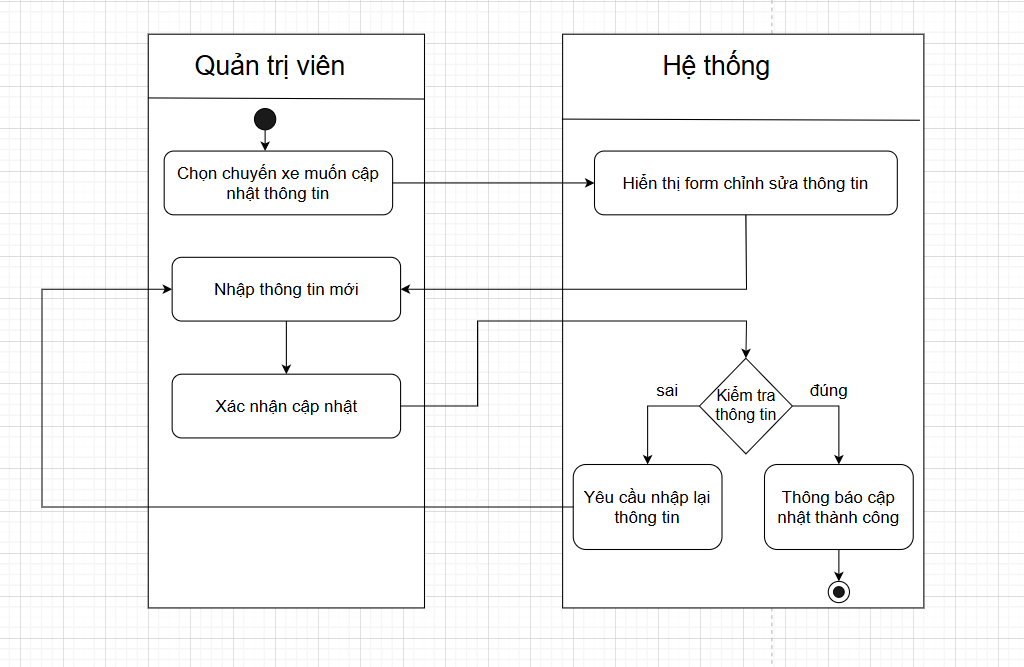 Quản trị viên
Hệ thống
Chọn chuyến xe muốn cập
nhật thông tin
Hiển thị form chỉnh sửa thông tin
Nhập thông tin mới
Xác nhận cập nhật
Kiểm tra
thông tin
sai
đúng
Yêu cầu nhập lại
thông tin
Thông báo cập
nhật thành công